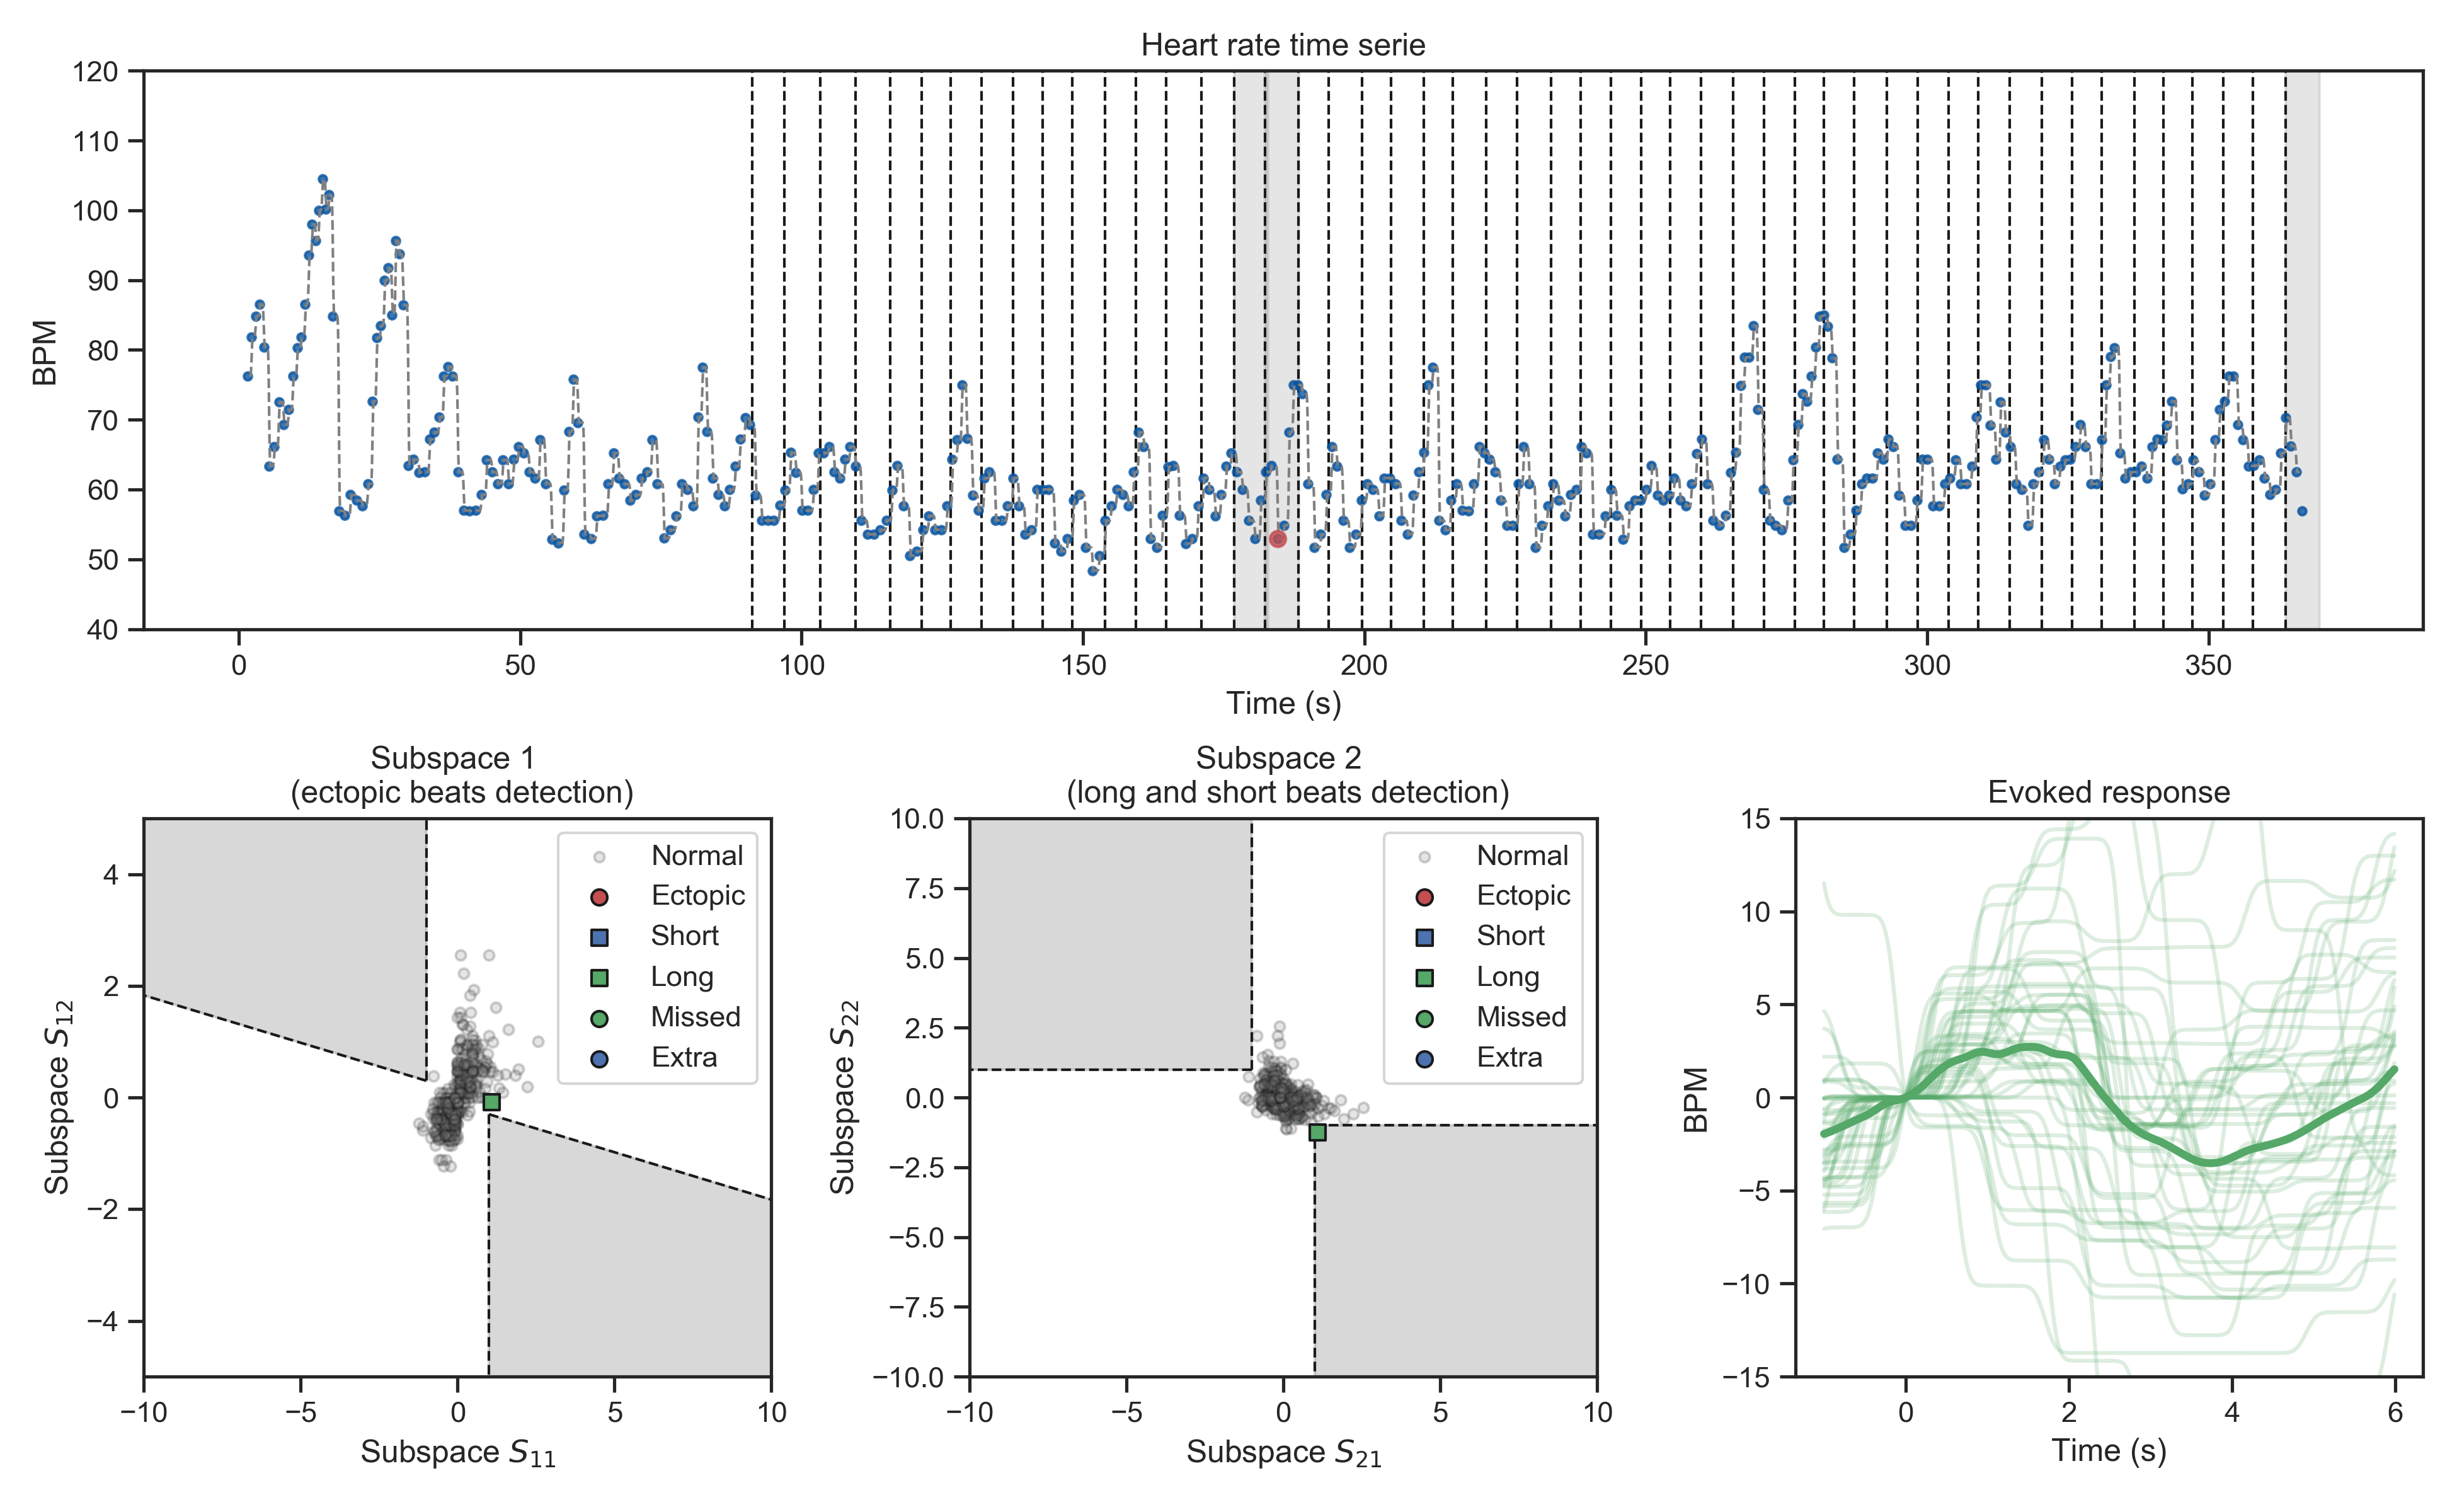 Heart rate time serie
120
110
100
90
80
70
60
50
40
BPM
0 50 100 150 200 250 300 350
Time (s)
Subspace 1
(ectopic beats detection)
4
2
0
−2
−4
Subspace S12
Normal
Ectopic
Short
Long
Missed
Extra
−10 −5 0 5 10
Subspace S11
Subspace 2
(long and short beats detection)
10.0
7.5
5.0
2.5
0.0
−2.5
−5.0
−7.5
−10.0
Subspace S22
Normal
Ectopic
Short
Long
Missed
Extra
−10 −5 0 5 10
Subspace S21
Evoked response
15
10
5
0
−5
−10
−15
BPM
0 2 4 6
Time (s)